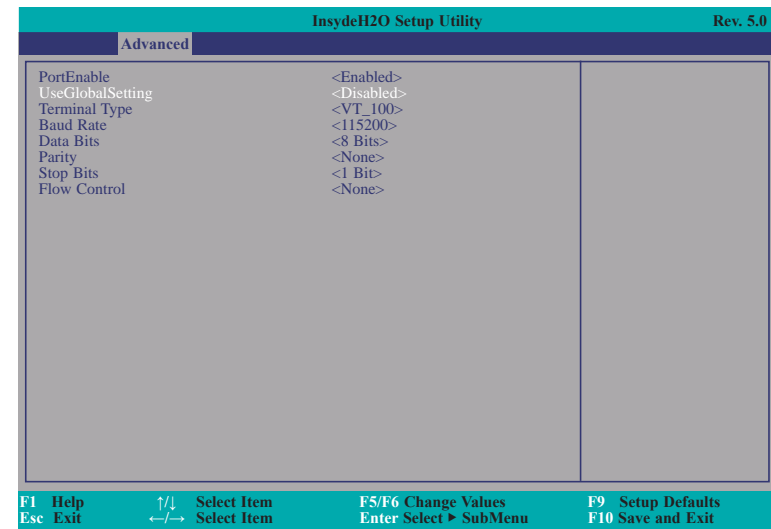 InsydeH2O Setup Utility Rev. 5.0
Advanced
PortEnable <Enabled>
UseGlobalSetting <Disabled>
Terminal Type <VT_100>
Baud Rate <115200>
Data Bits <8 Bits>
Parity <None>
Stop Bits <1 Bit>
Flow Control <None>
F1 Help ↑/↓ Select Item F5/F6 Change Values F9 Setup Defaults
Esc Exit ←/→ Select Item Enter Select ▶ SubMenu F10 Save and Exit